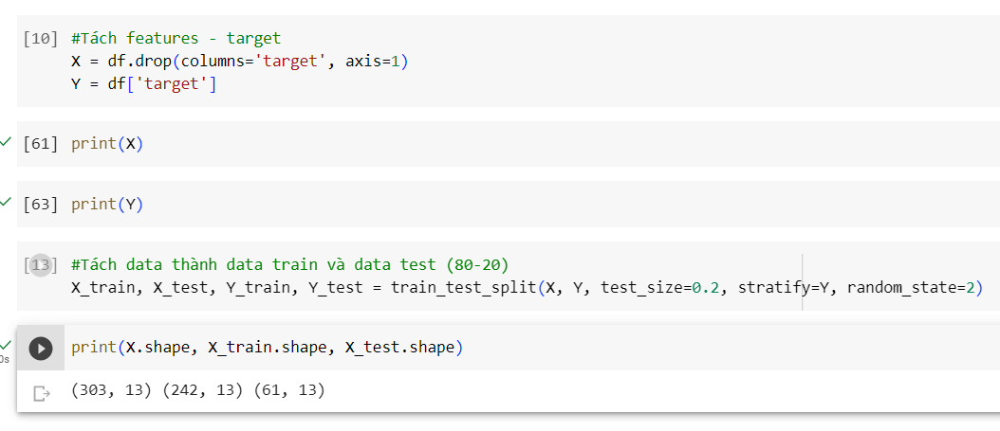 [10] #Tách features - target
X = df.drop(columns='target', axis=1)
Y = df['target']
[61] print(X)
[63] print(Y)
[13] #Tách data thành data train và data test (80-20)
X_train, X_test, Y_train, Y_test = train_test_split(X, Y, test_size=0.2, stratify=Y, random_state=2)
print(X.shape, X_train.shape, X_test.shape)
0s
(303, 13) (242, 13) (61, 13)